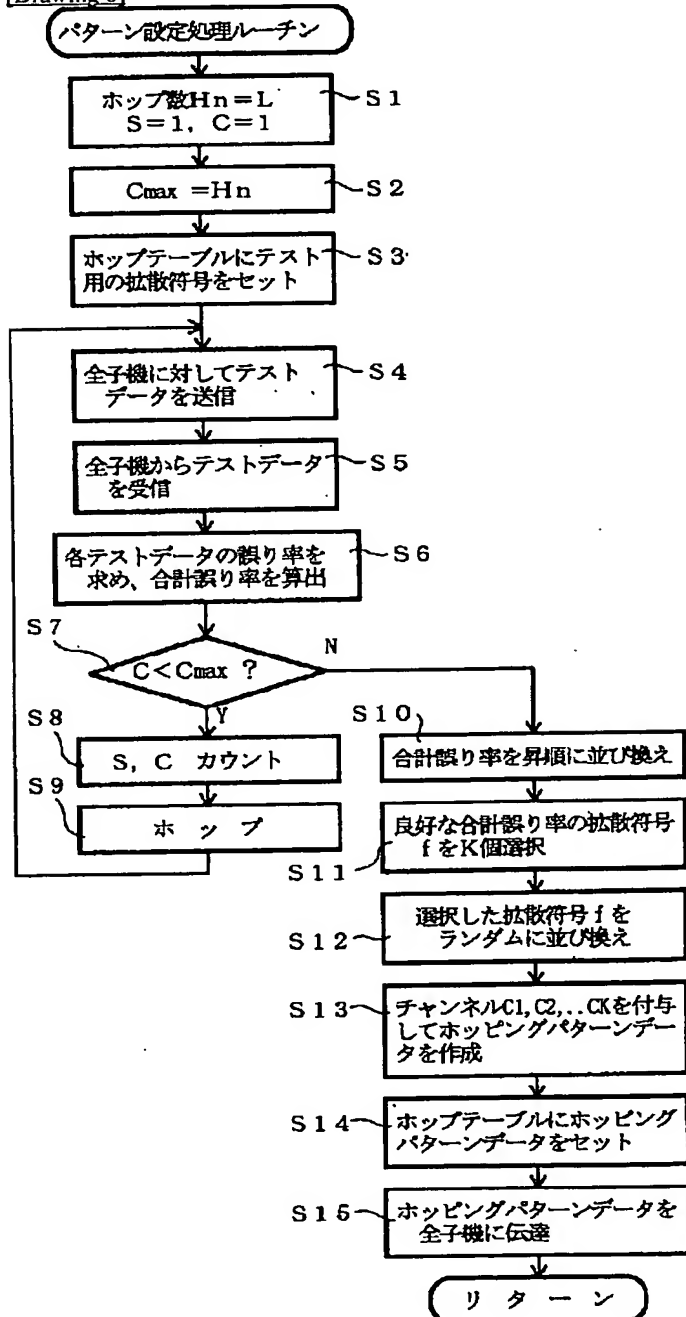 パターン設定処理ルーチン
ホップ数Hn=L
S=1, C=1
S1
Cmax =Hn
S2
ホップテーブルにテスト
用の拡散符号をセット
S3
全子機に対してテスト
データを送信
S4
全子機からテストデータ
を受信
S5
各テストデータの誤り率を
求め、合計誤り率を算出
S6
S7
C<Cmax ?
N
Y
S8
S, C カウント
S9
ホップ
S10
合計誤り率を昇順に並び換え
良好な合計誤り率の拡散符号
fをK個選択
S11
選択した拡散符号fを
ランダムに並び換え
S12
S13
チャンネルC1,C2,..CKを付与
してホッピングパターンデー
タを作成
S14
ホップテーブルにホッピング
パターンデータをセット
S15
ホッピングパターンデータを
全子機に伝達
リターン